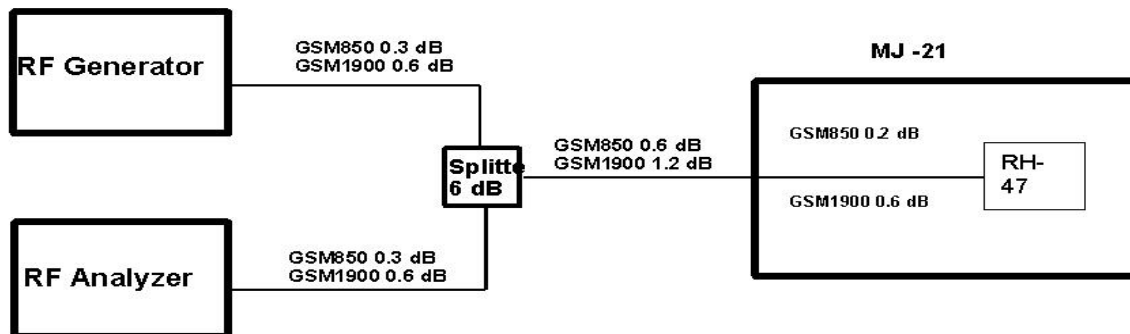 RF Generator
GSM850 0.3 dB
GSM1900 0.6 dB
MJ -21
GSM850 0.2 dB
GSM850 0.6 dB
GSM1900 1.2 dB
Splitte
6 dB
RH-
47
GSM1900 0.6 dB
RF Analyzer
GSM850 0.3 dB
GSM1900 0.6 dB